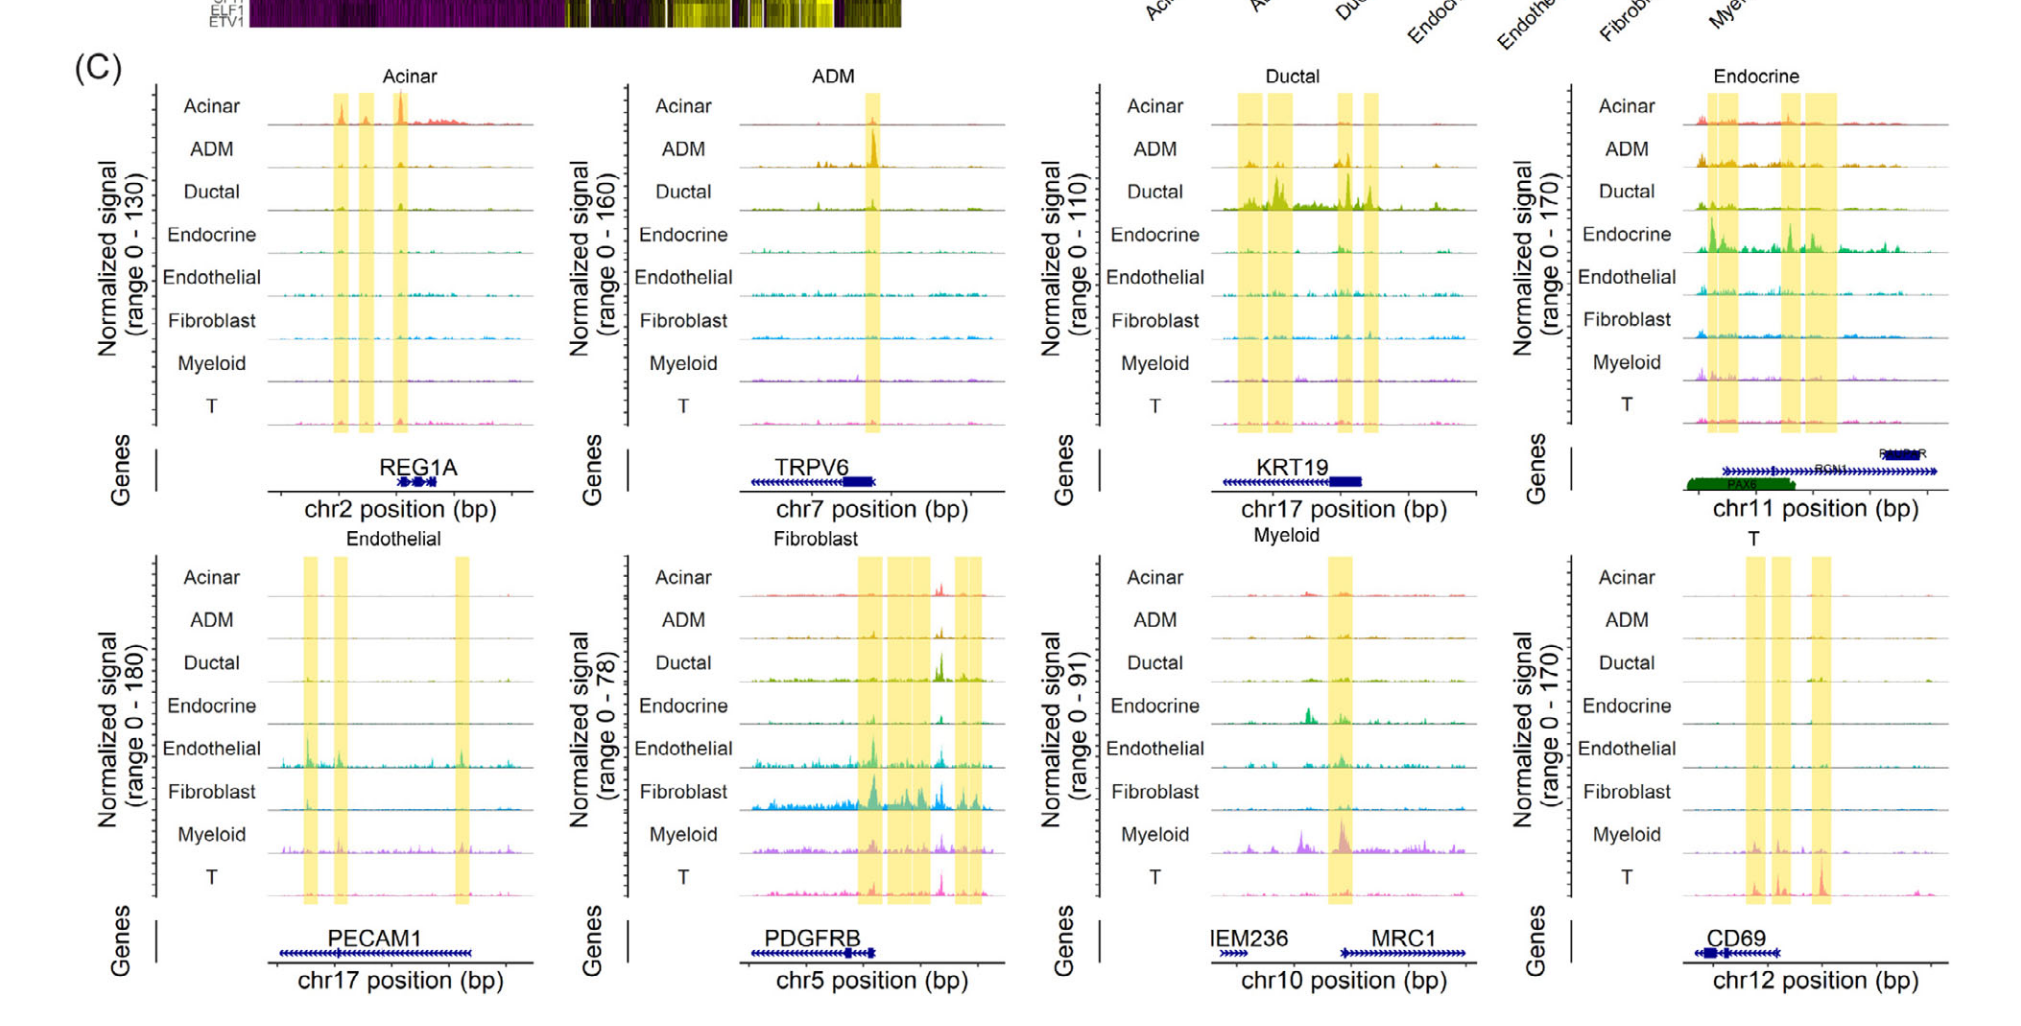 ELF1
ETV1
(C)
Acinar
Normalized signal
(range 0 - 130)
Acinar
ADM
Ductal
Endocrine
Endothelial
Fibroblast
Myeloid
T
Genes
REG1A
chr2 position (bp)
ADM
Normalized signal
(range 0 - 160)
Acinar
ADM
Ductal
Endocrine
Endothelial
Fibroblast
Myeloid
T
Genes
TRPV6
chr7 position (bp)
Ductal
Normalized signal
(range 0 - 110)
Acinar
ADM
Ductal
Endocrine
Endothelial
Fibroblast
Myeloid
T
Genes
KRT19
chr17 position (bp)
Endocrine
Normalized signal
(range 0 - 170)
Acinar
ADM
Ductal
Endocrine
Endothelial
Fibroblast
Myeloid
T
Genes
PAUPAR
RCN1
PAX6
chr11 position (bp)
Endothelial
Normalized signal
(range 0 - 180)
Acinar
ADM
Ductal
Endocrine
Endothelial
Fibroblast
Myeloid
T
Genes
PECAM1
chr17 position (bp)
Fibroblast
Normalized signal
(range 0 - 78)
Acinar
ADM
Ductal
Endocrine
Endothelial
Fibroblast
Myeloid
T
Genes
PDGFRB
chr5 position (bp)
Myeloid
Normalized signal
(range 0 - 91)
Acinar
ADM
Ductal
Endocrine
Endothelial
Fibroblast
Myeloid
T
Genes
IEM236 MRC1
chr10 position (bp)
T
Normalized signal
(range 0 - 170)
Acinar
ADM
Ductal
Endocrine
Endothelial
Fibroblast
Myeloid
T
Genes
CD69
chr12 position (bp)